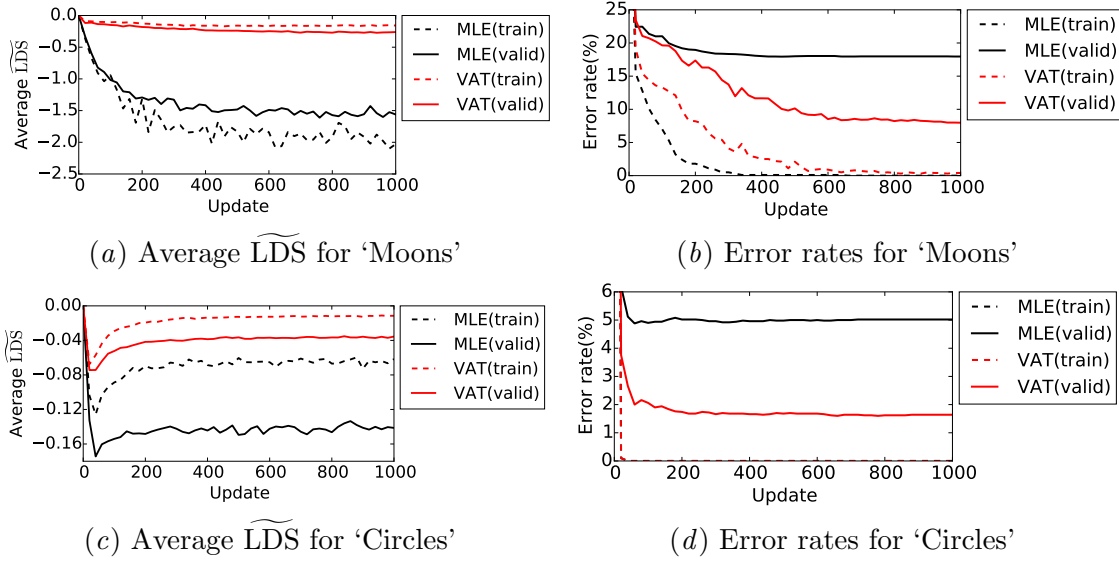 0.0
−0.5
−1.0
−1.5
−2.0
−2.5
Average L͠D͠S͠
0 200 400 600 800 1000
Update
MLE(train)
MLE(valid)
VAT(train)
VAT(valid)
(a) Average L͠D͠S͠ for ‘Moons’
25
20
15
10
5
0
Error rate(%)
0 200 400 600 800 1000
Update
MLE(train)
MLE(valid)
VAT(train)
VAT(valid)
(b) Error rates for ‘Moons’
0.00
−0.04
−0.08
−0.12
−0.16
Average L͠D͠S͠
0 200 400 600 800 1000
Update
MLE(train)
MLE(valid)
VAT(train)
VAT(valid)
(c) Average L͠D͠S͠ for ‘Circles’
6
5
4
3
2
1
0
Error rate(%)
0 200 400 600 800 1000
Update
MLE(train)
MLE(valid)
VAT(train)
VAT(valid)
(d) Error rates for ‘Circles’